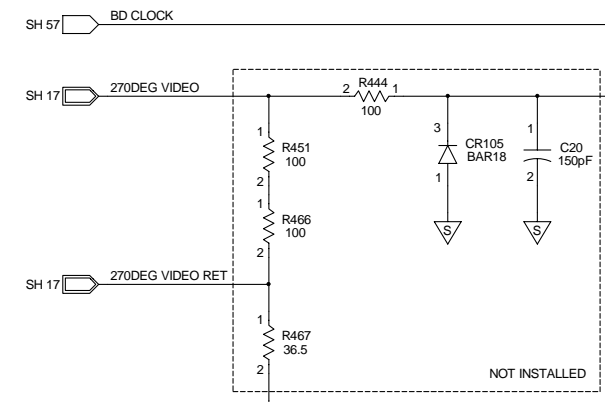 BD CLOCK
SH 57
270DEG VIDEO
SH 17
R444
2 1
100
1
R451
100
2
3
CR105
BAR18
1
1
C20
150pF
2
1
R466
100
2
S
S
270DEG VIDEO RET
SH 17
1
R467
36.5
2
NOT INSTALLED